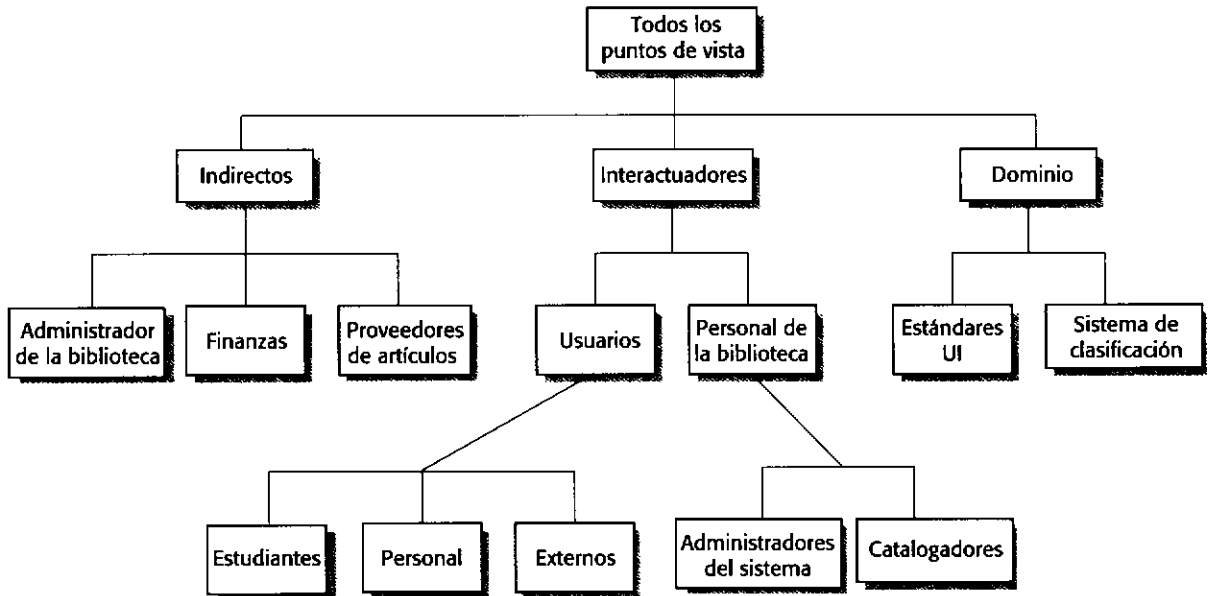 Todos los
puntos de vista
Indirectos
Interactuadores
Dominio
Administrador
de la biblioteca
Finanzas
Proveedores
de artículos
Usuarios
Personal de
la biblioteca
Estándares
UI
Sistema de
clasificación
Estudiantes
Personal
Externos
Administradores
del sistema
Catalogadores